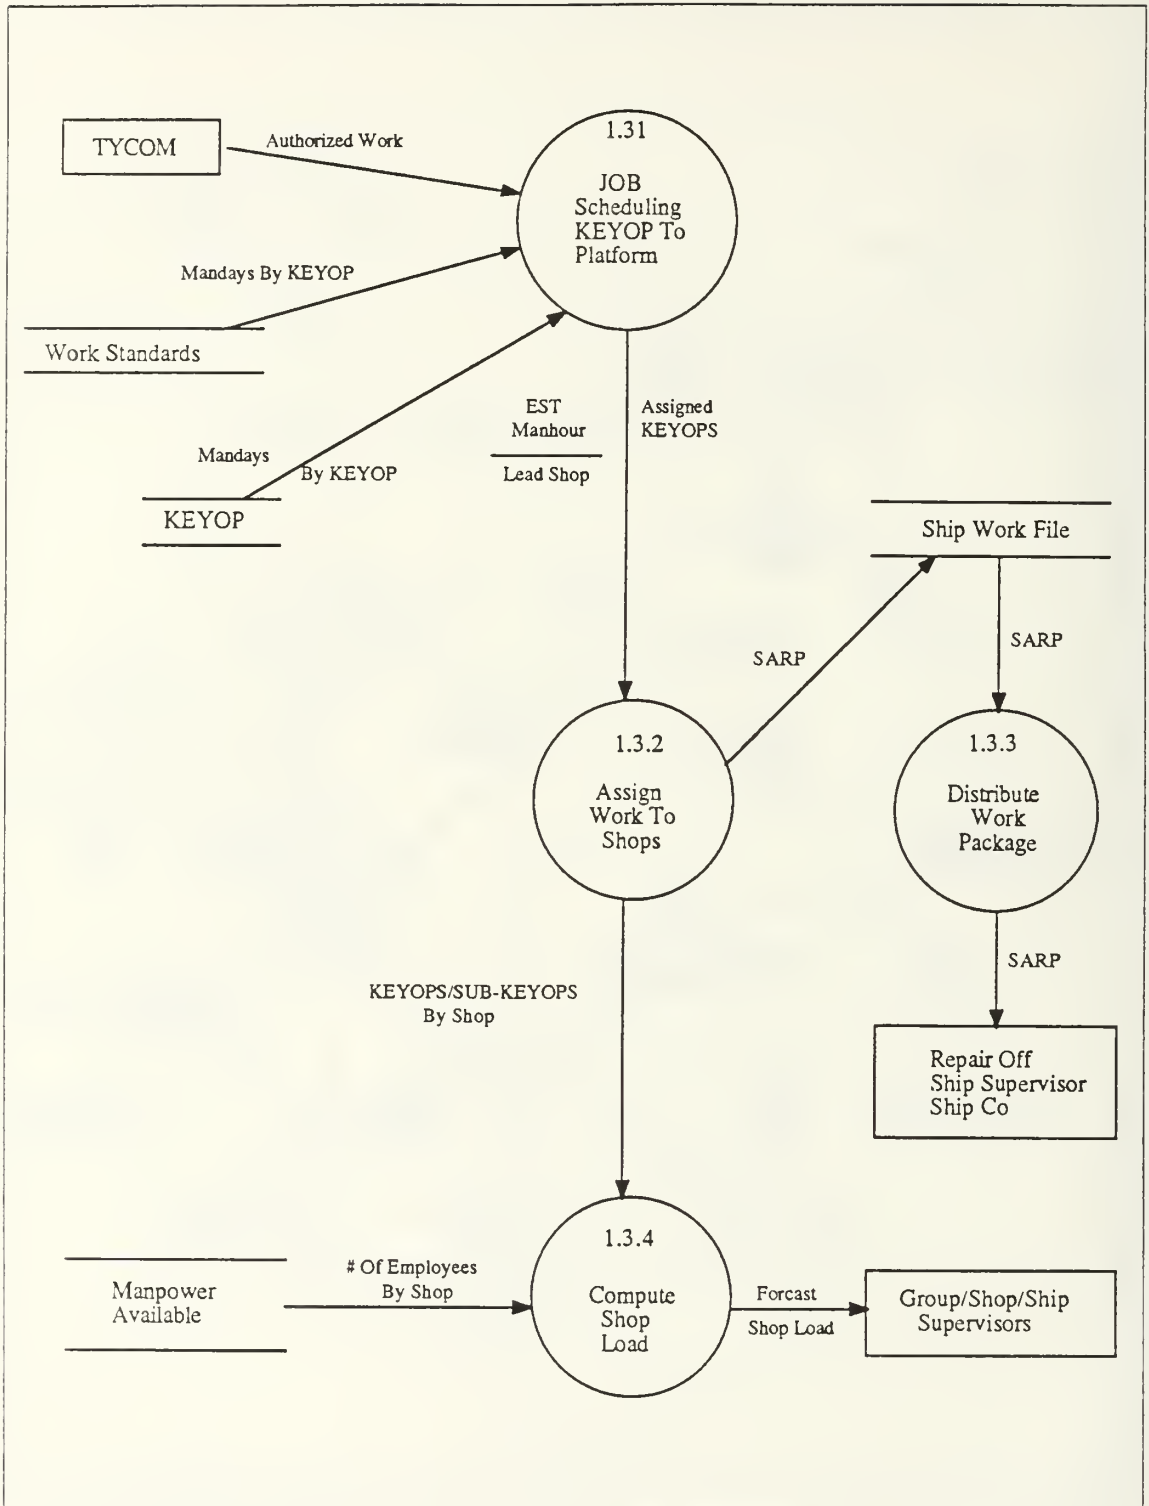 1.31
TYCOM
Authorized Work
JOB
Scheduling
KEYOP To
Platform
Mandays By KEYOP
Work Standards
EST
Manhour
Lead Shop
Assigned
KEYOPS
Mandays
By KEYOP
KEYOP
Ship Work File
SARP
SARP
1.3.2
Assign
Work To
Shops
1.3.3
Distribute
Work
Package
SARP
KEYOPS/SUB-KEYOPS
By Shop
Repair Off
Ship Supervisor
Ship Co
1.3.4
Compute
Shop
Load
# Of Employees
By Shop
Manpower
Available
Forcast
Shop Load
Group/Shop/Ship
Supervisors